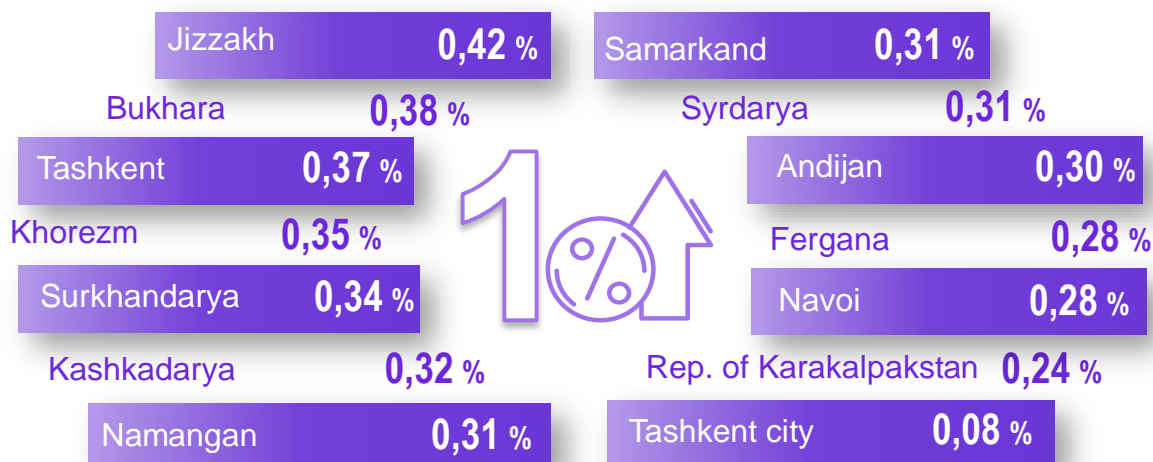 Jizzakh 0,42 %
Bukhara 0,38 %
Tashkent 0,37 %
Khorezm 0,35 %
Surkhandarya 0,34 %
Kashkadarya 0,32 %
Namangan 0,31 %
1
%
Samarkand 0,31 %
Syrdarya 0,31 %
Andijan 0,30 %
Fergana 0,28 %
Navoi 0,28 %
Rep. of Karakalpakstan 0,24 %
Tashkent city 0,08 %